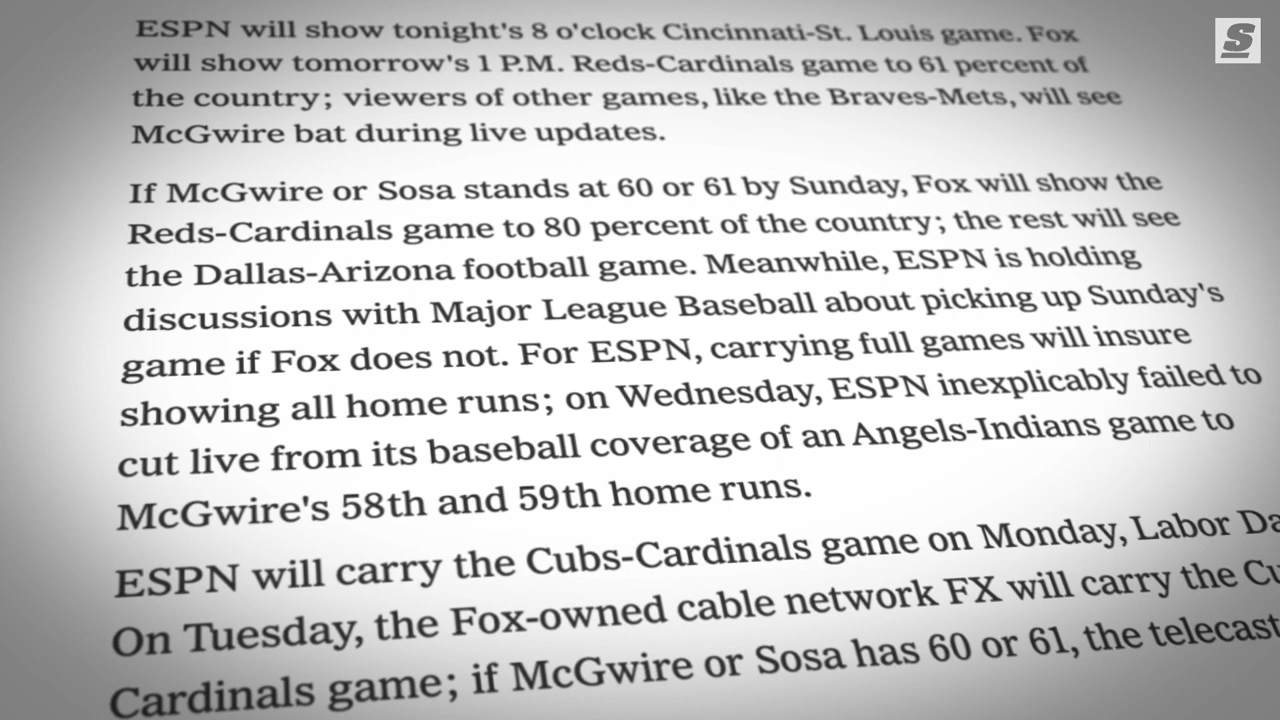 S
ESPN will show tonight's 8 o'clock Cincinnati-St. Louis game. Fox
will show tomorrow's 1 P.M. Reds-Cardinals game to 61 percent of
the country; viewers of other games, like the Braves-Mets, will see
McGwire bat during live updates.
If McGwire or Sosa stands at 60 or 61 by Sunday, Fox will show the
Reds-Cardinals game to 80 percent of the country; the rest will see
the Dallas-Arizona football game. Meanwhile, ESPN is holding
discussions with Major League Baseball about picking up Sunday's
game if Fox does not. For ESPN, carrying full games will insure
showing all home runs; on Wednesday, ESPN inexplicably failed to
cut live from its baseball coverage of an Angels-Indians game to
McGwire's 58th and 59th home runs.
ESPN will carry the Cubs-Cardinals game on Monday, Labor Da
On Tuesday, the Fox-owned cable network FX will carry the Cu
Cardinals game; if McGwire or Sosa has 60 or 61, the telecast